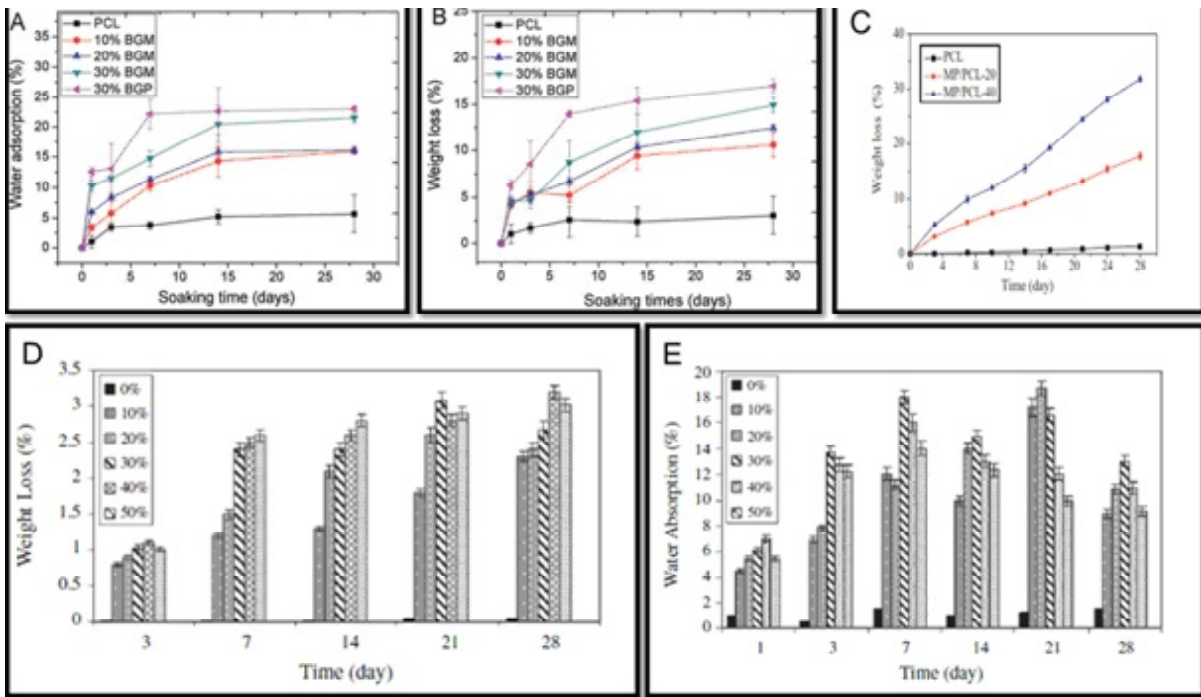 A
PCL
10% BGM
20% BGM
30% BGM
30% BGP
Water adsorption (%)
35
30
25
20
15
10
5
0
0 5 10 15 20 25 30
Soaking time (days)
B
PCL
10% BGM
20% BGM
30% BGM
30% BGP
Weight loss (%)
25
20
15
10
5
0
0 5 10 15 20 25 30
Soaking times (days)
C
PCL
MP/PCL-20
MP/PCL-40
Weight loss (%)
40
30
20
10
0
0 4 8 12 16 20 24 28
Time (day)
D
0%
10%
20%
30%
40%
50%
Weight Loss (%)
3.5
3
2.5
2
1.5
1
0.5
0
3 7 14 21 28
Time (day)
E
0%
10%
20%
30%
40%
50%
Water Absorption (%)
20
18
16
14
12
10
8
6
4
2
0
1 3 7 14 21 28
Time (day)